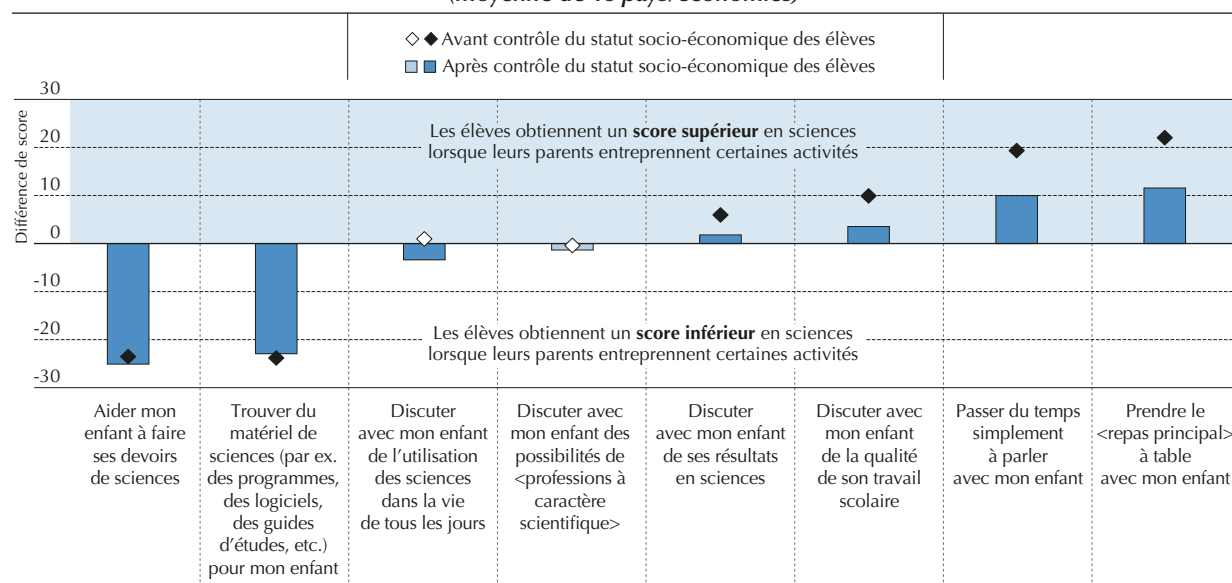 (moyenne de 18 pays/économies)
Avant contrôle du statut socio-économique des élèves
Après contrôle du statut socio-économique des élèves
Différence de score
30
20
10
0
-10
-20
-30
Les élèves obtiennent un score supérieur en sciences
lorsque leurs parents entreprennent certaines activités
Les élèves obtiennent un score inférieur en sciences
lorsque leurs parents entreprennent certaines activités
Aider mon
enfant à faire
ses devoirs
de sciences
Trouver du
matériel de
sciences (par ex.
des programmes,
des logiciels,
des guides
d'études, etc.)
pour mon enfant
Discuter
avec mon enfant
de l'utilisation
des sciences
dans la vie
de tous les jours
Discuter avec
mon enfant des
possibilités de
<professions à
caractère
scientifique>
Discuter
avec mon enfant
de ses résultats
en sciences
Discuter avec
mon enfant
de la qualité
de son travail
scolaire
Passer du temps
simplement
à parler
avec mon enfant
Prendre le
<repas principal>
à table
avec mon enfant